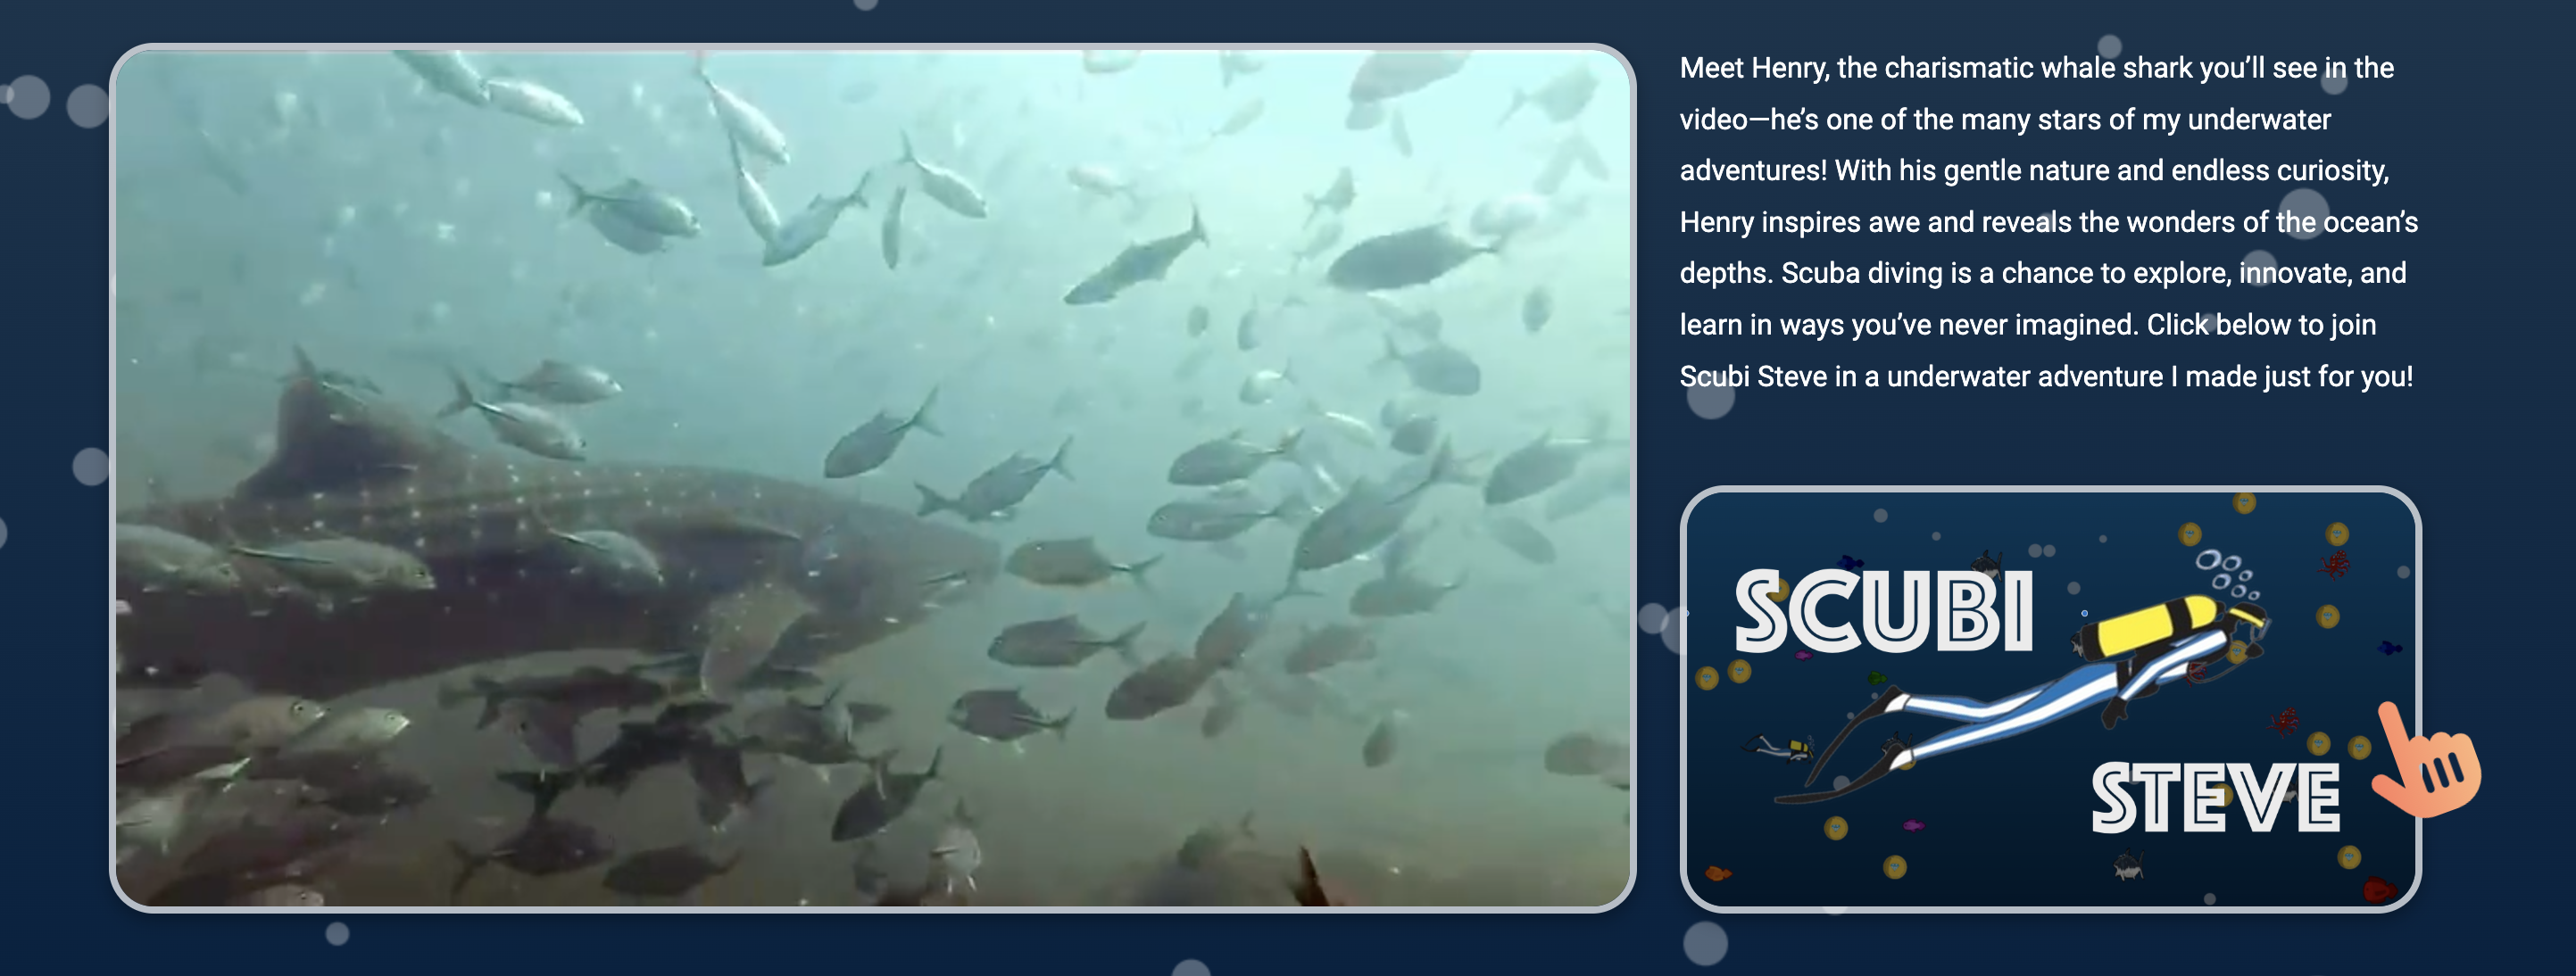 Meet Henry, the charismatic whale shark you’ll see in the
video—he’s one of the many stars of my underwater
adventures! With his gentle nature and endless curiosity,
Henry inspires awe and reveals the wonders of the ocean’s
depths. Scuba diving is a chance to explore, innovate, and
learn in ways you’ve never imagined. Click below to join
Scubi Steve in a underwater adventure I made just for you!
SCUBI
STEVE